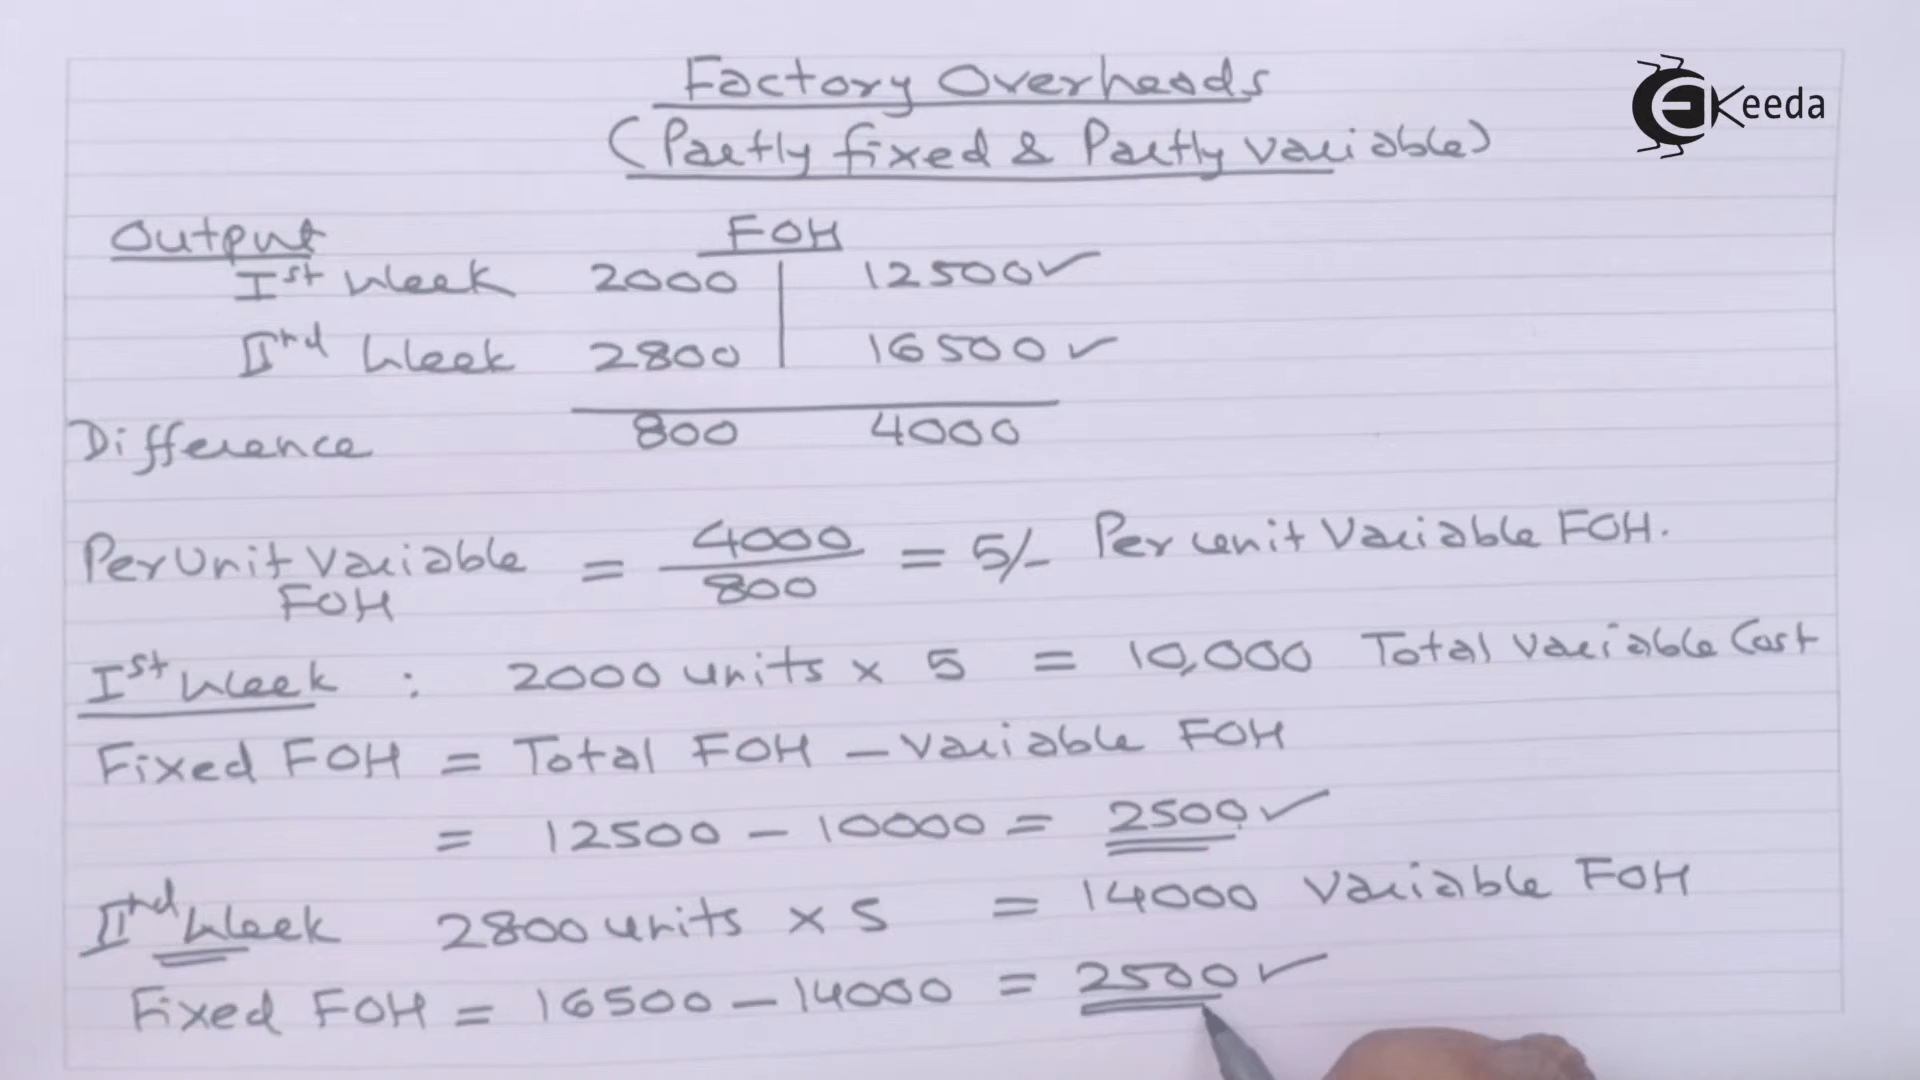 Factory Overheads
(Partly fixed & Partly variable)
EKeeda
Output FOH
Ist Week 2000 12500✓
IInd Week 2800 16500✓
Difference 800 4000
Per Unit Variable FOH = 4000/800 = 5/- Per unit Variable FOH.
Ist Week : 2000 units × 5 = 10,000 Total Variable Cost
Fixed FOH = Total FOH – Variable FOH
= 12500 – 10000 = 2500✓
IInd Week 2800 units × 5 = 14000 Variable FOH
Fixed FOH = 16500 – 14000 = 2500✓